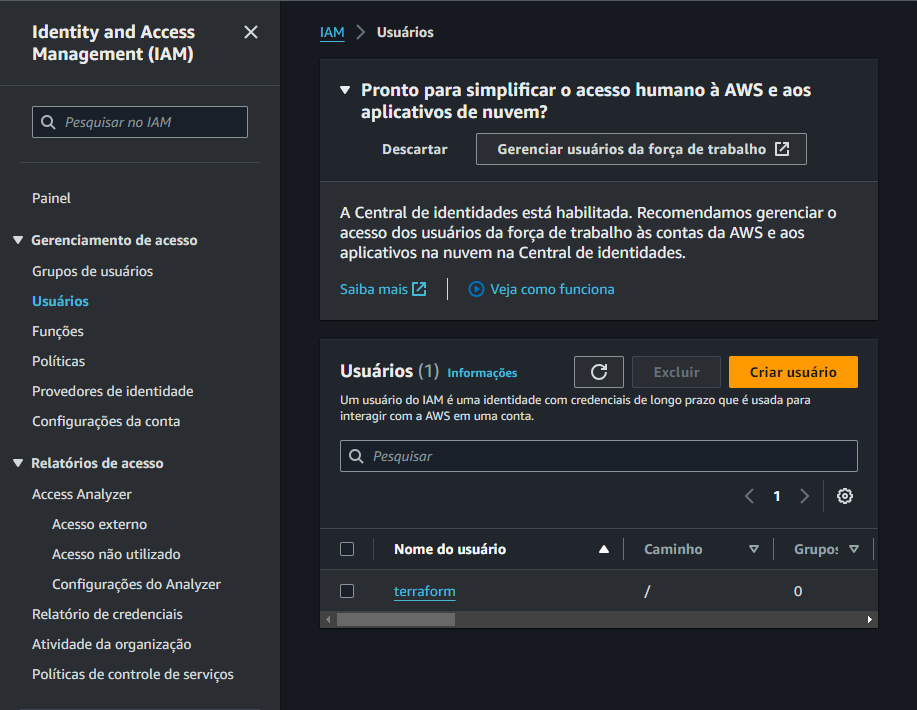 Identity and Access
Management (IAM)
Pesquisar no IAM
Painel
Gerenciamento de acesso
Grupos de usuários
Usuários
Funções
Políticas
Provedores de identidade
Configurações da conta
Relatórios de acesso
Access Analyzer
Acesso externo
Acesso não utilizado
Configurações do Analyzer
Relatório de credenciais
Atividade da organização
Políticas de controle de serviços
IAM > Usuários
Pronto para simplificar o acesso humano à AWS e aos
aplicativos de nuvem?
Descartar Gerenciar usuários da força de trabalho
A Central de identidades está habilitada. Recomendamos gerenciar o
acesso dos usuários da força de trabalho às contas da AWS e aos
aplicativos na nuvem na Central de identidades.
Saiba mais Veja como funciona
Usuários (1) Informações Excluir Criar usuário
Um usuário do IAM é uma identidade com credenciais de longo prazo que é usada para
interagir com a AWS em uma conta.
Pesquisar
1
Nome do usuário Caminho Grupos
terraform / 0